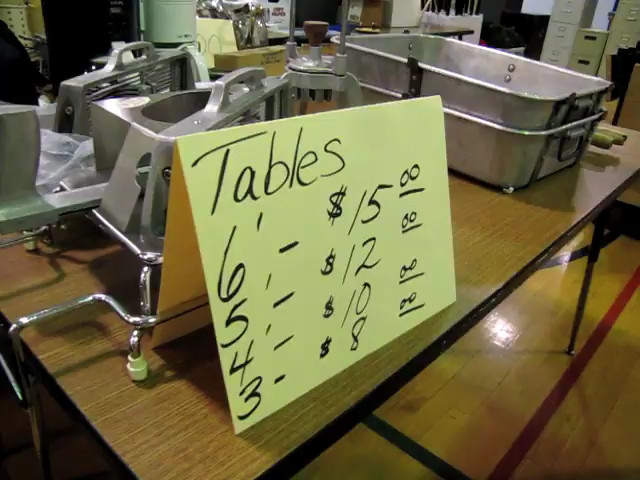 Tables
6' - $15 00
5' - $12 00
4' - $10 00
3 - $8 00